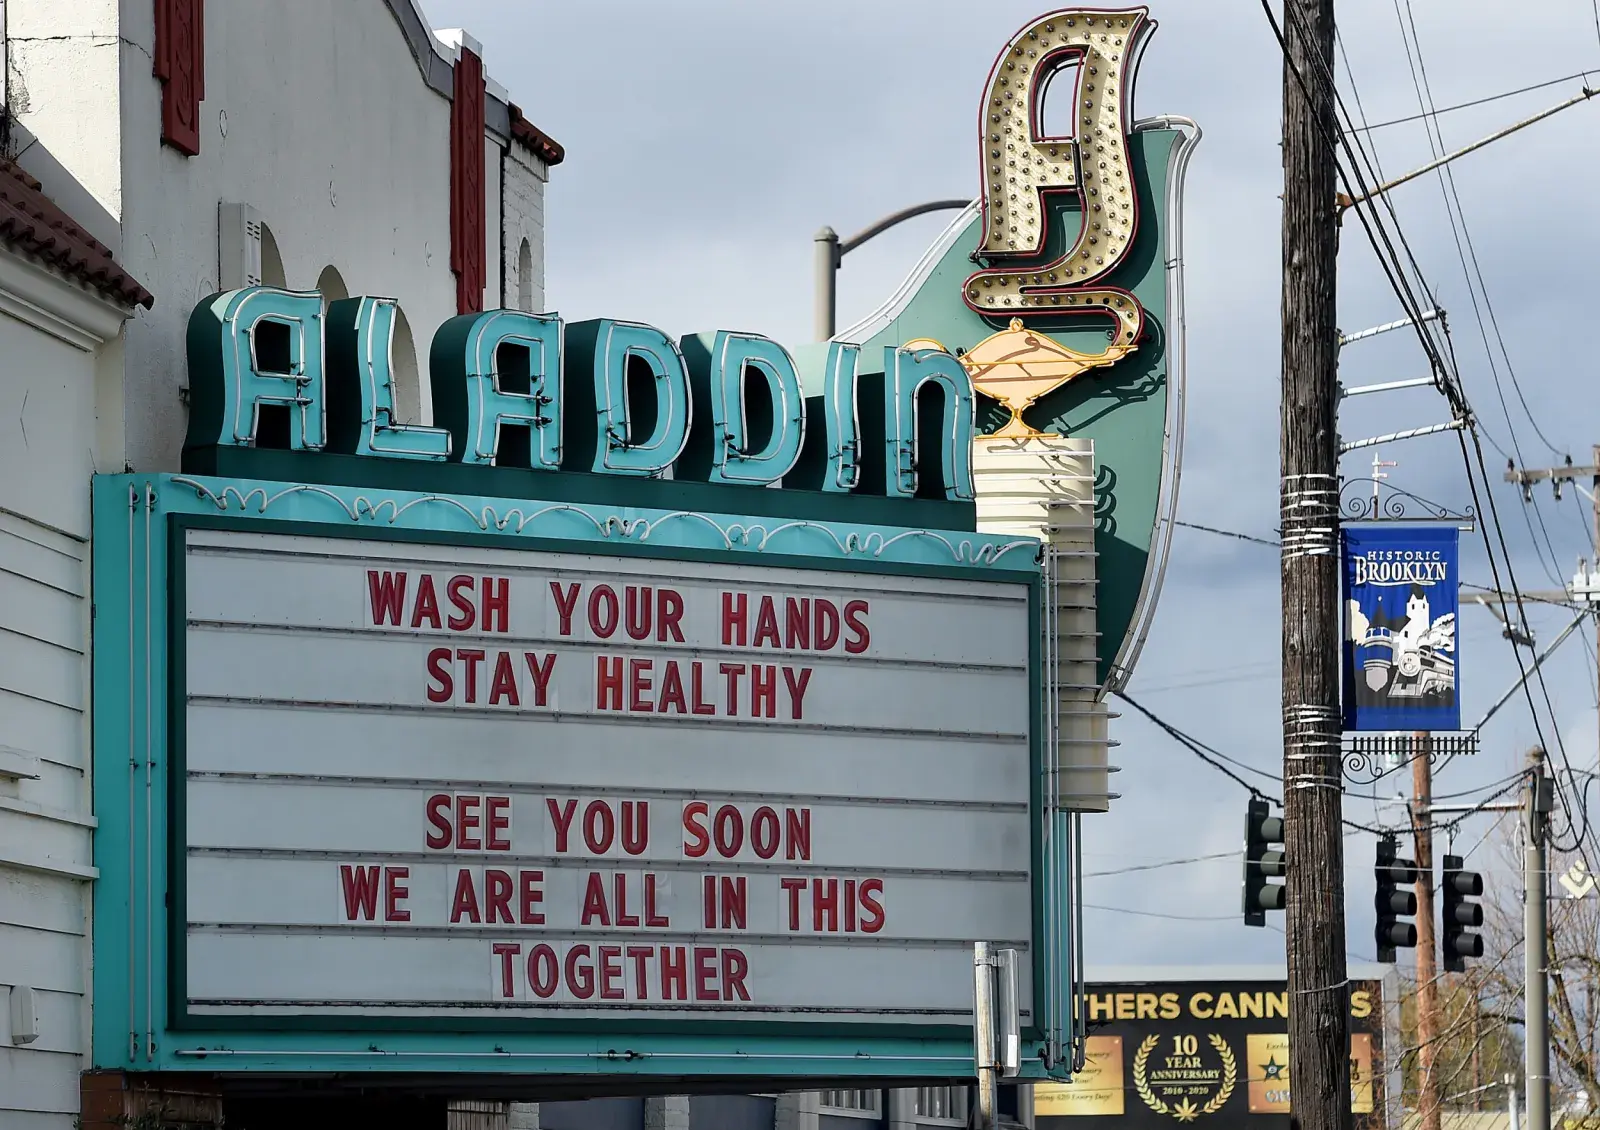 A
ALADDIN
WASH YOUR HANDS
STAY HEALTHY
SEE YOU SOON
WE ARE ALL IN THIS
TOGETHER
HISTORIC
BROOKLYN
10
YEAR
ANNIVERSARY
2010-2020